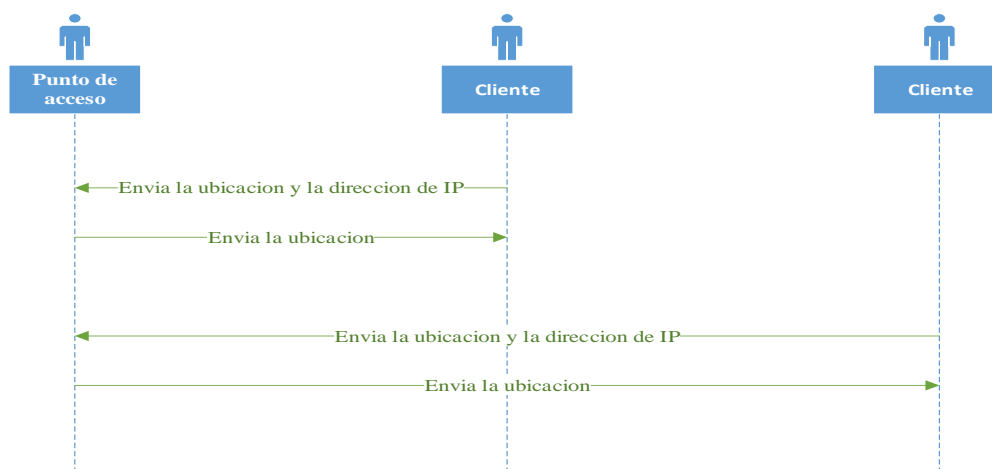 Punto de
acceso
Cliente
Cliente
Envia la ubicacion y la direccion de IP
Envia la ubicacion
Envia la ubicacion y la direccion de IP
Envia la ubicacion